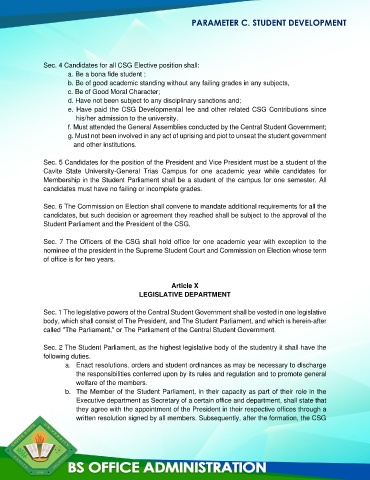 PARAMETER C. STUDENT DEVELOPMENT
Sec. 4 Candidates for all CSG Elective position shall:
a. Be a bona fide student ;
b. Be of good academic standing without any failing grades in any subjects,
c. Be of Good Moral Character;
d. Have not been subject to any disciplinary sanctions and;
e. Have paid the CSG Developmental fee and other related CSG Contributions since
his/her admission to the university.
f. Must attended the General Assemblies conducted by the Central Student Government;
g. Must not been involved in any act of uprising and plot to unseat the student government
and other Institutions.
Sec. 5 Candidates for the position of the President and Vice President must be a student of the
Cavite State University-General Trias Campus for one academic year while candidates for
Membership in the Student Parliament shall be a student of the campus for one semester. All
candidates must have no failing or incomplete grades.
Sec. 6 The Commission on Election shall convene to mandate additional requirements for all the
candidates, but such decision or agreement they reached shall be subject to the approval of the
Student Parliament and the President of the CSG.
Sec. 7 The Officers of the CSG shall hold office for one academic year with exception to the
nominee of the president in the Supreme Student Court and Commission on Election whose term
of office is for two years.
Article X
LEGISLATIVE DEPARTMENT
Sec. 1 The legislative powers of the Central Student Government shall be vested in one legislative
body, which shall consist of The President, and The Student Parliament, and which is herein-after
called "The Parliament," or The Parliament of the Central Student Government.
Sec. 2 The Student Parliament, as the highest legislative body of the studentry it shall have the
following duties.
a. Enact resolutions, orders and student ordinances as may be necessary to discharge
the responsibilities conferred upon by its rules and regulation and to promote general
welfare of the members.
b. The Member of the Student Parliament, in their capacity as part of their role in the
Executive department as Secretary of a certain office and department, shall state that
they agree with the appointment of the President in their respective offices through a
written resolution signed by all members. Subsequently, after the formation, the CSG
BS OFFICE ADMINISTRATION